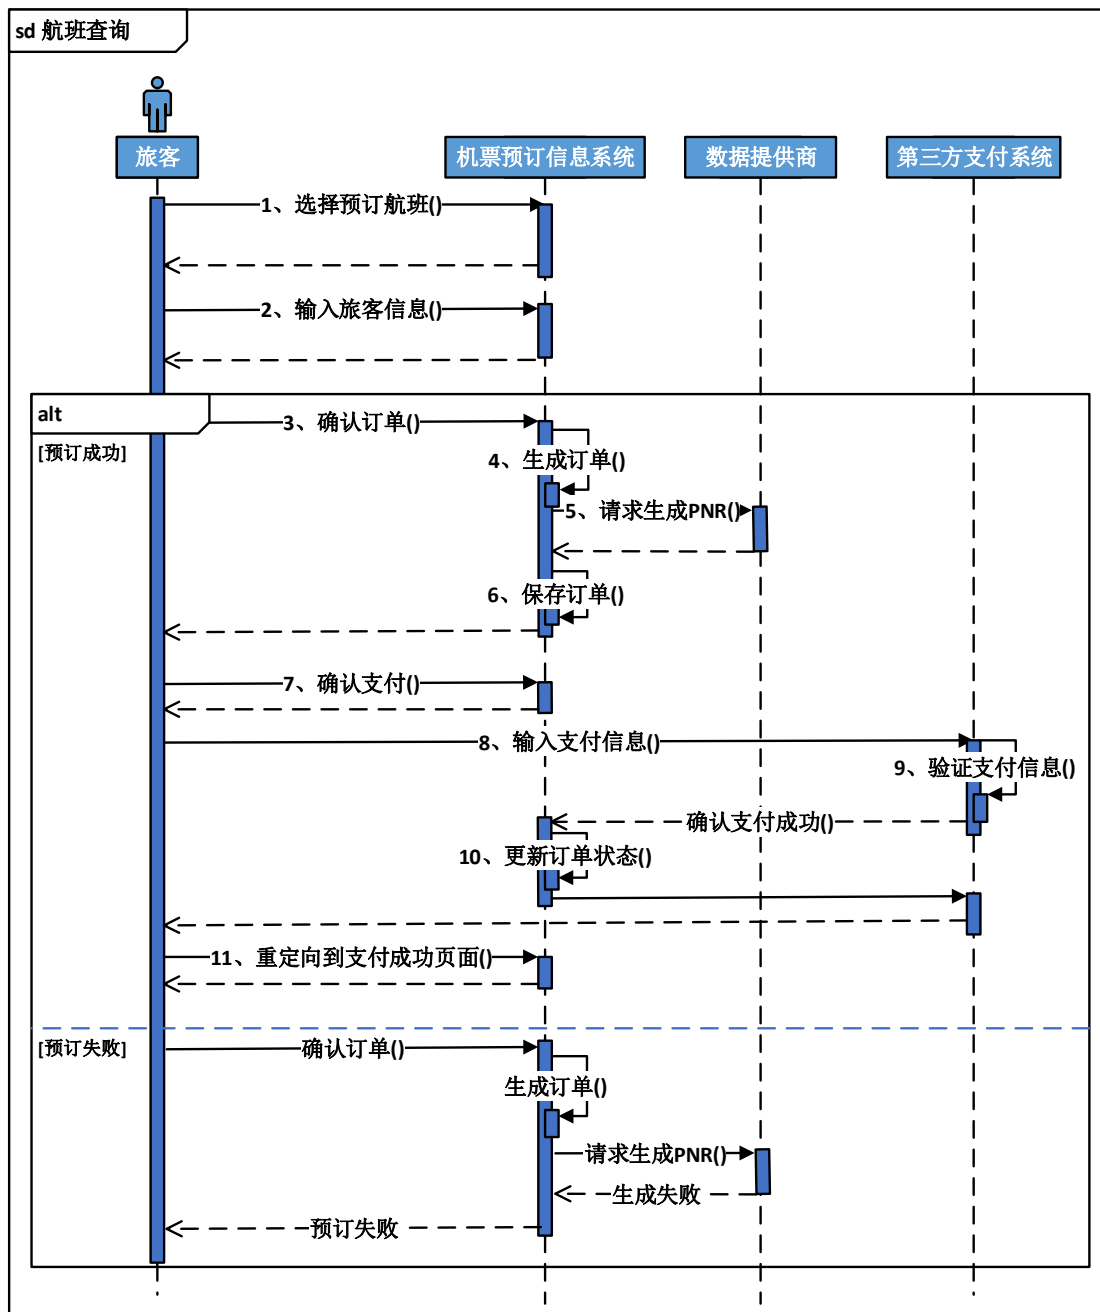 sd 航班查询
旅客
机票预订信息系统
数据提供商
第三方支付系统
1、选择预订航班()
2、输入旅客信息()
alt
[预订成功]
3、确认订单()
4、生成订单()
5、请求生成PNR()
6、保存订单()
7、确认支付()
8、输入支付信息()
9、验证支付信息()
确认支付成功()
10、更新订单状态()
11、重定向到支付成功页面()
[预订失败]
确认订单()
生成订单()
请求生成PNR()
生成失败
预订失败